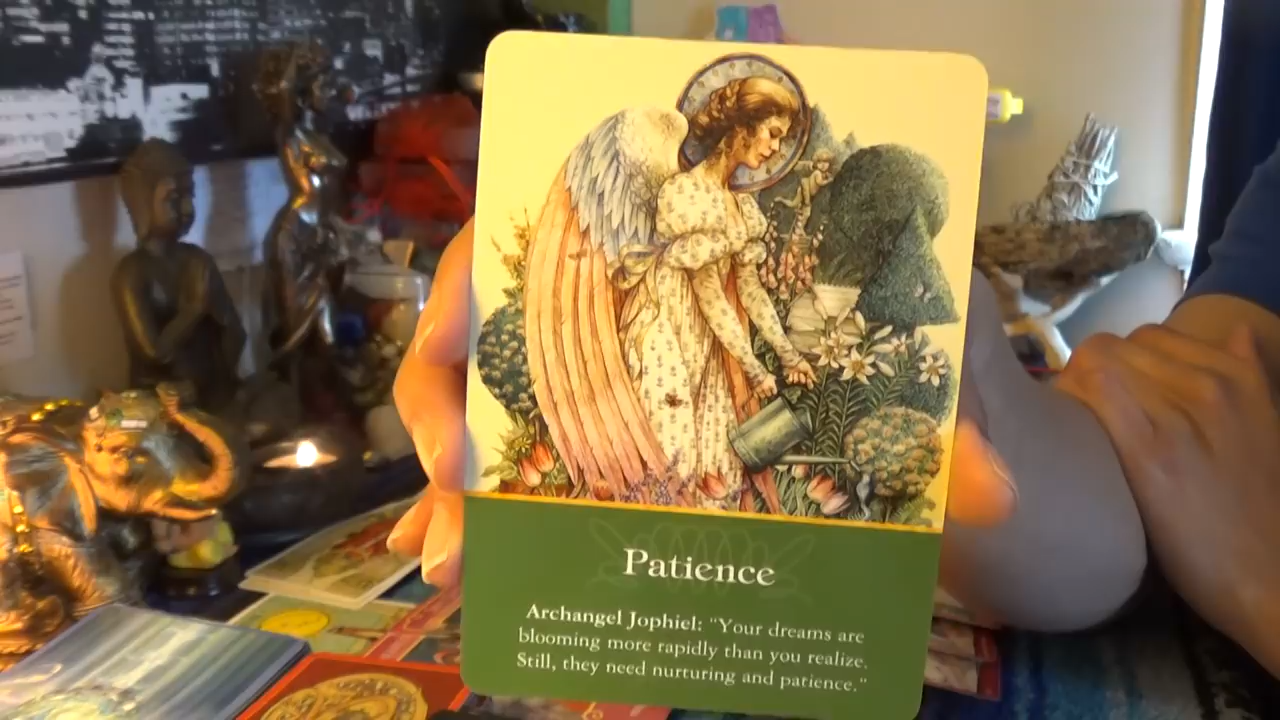 Patience
Archangel Jophiel: "Your dreams are
blooming more rapidly than you realize.
Still, they need nurturing and patience."